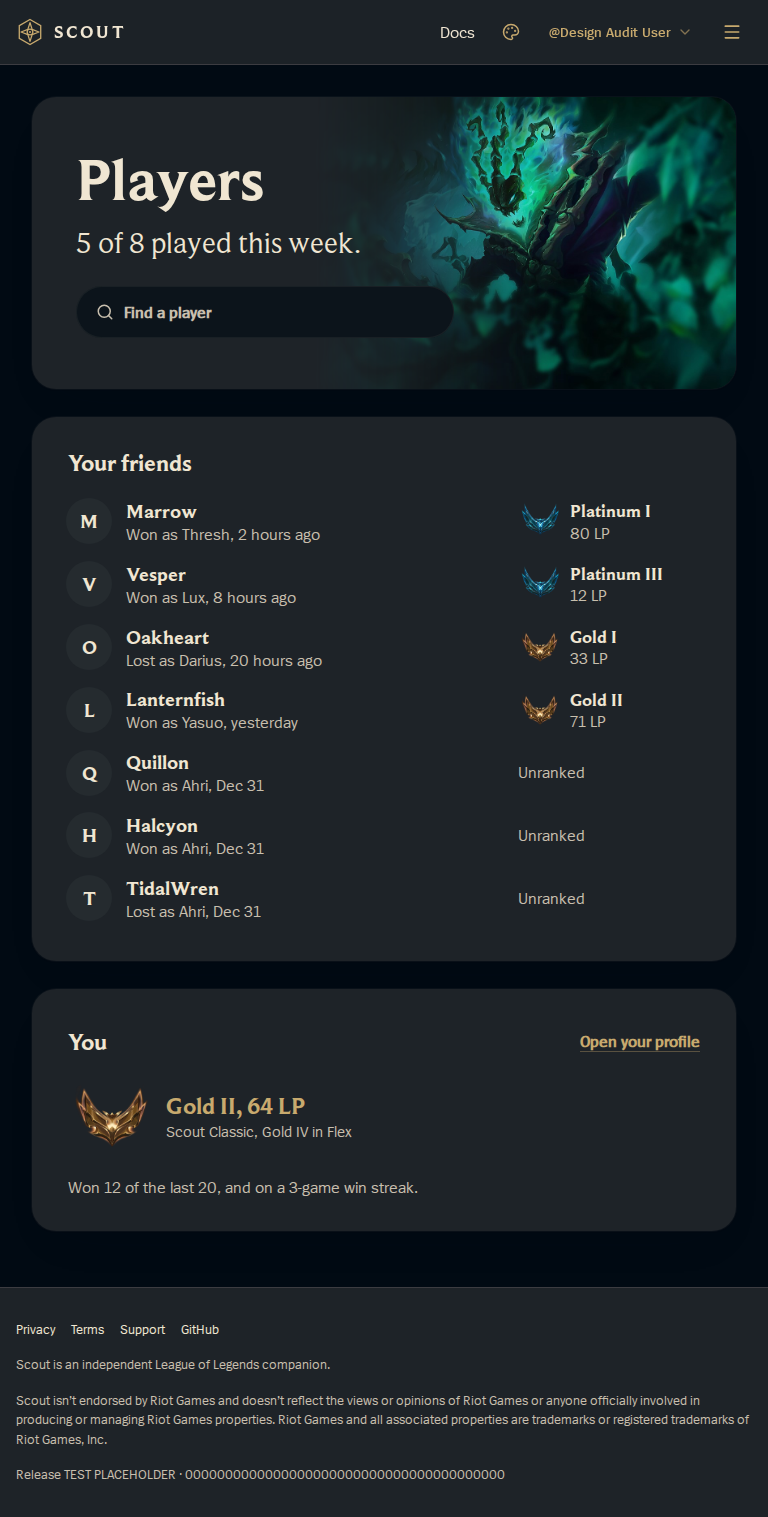 SCOUT
Docs
@Design Audit User
Players
5 of 8 played this week.
Find a player
Your friends
M
Marrow
Won as Thresh, 2 hours ago
Platinum I
80 LP
V
Vesper
Won as Lux, 8 hours ago
Platinum III
12 LP
O
Oakheart
Lost as Darius, 20 hours ago
Gold I
33 LP
L
Lanternfish
Won as Yasuo, yesterday
Gold II
71 LP
Q
Quillon
Won as Ahri, Dec 31
Unranked
H
Halcyon
Won as Ahri, Dec 31
Unranked
T
TidalWren
Lost as Ahri, Dec 31
Unranked
You
Open your profile
Gold II, 64 LP
Scout Classic, Gold IV in Flex
Won 12 of the last 20, and on a 3-game win streak.
Privacy Terms Support GitHub
Scout is an independent League of Legends companion.
Scout isn't endorsed by Riot Games and doesn't reflect the views or opinions of Riot Games or anyone officially involved in
producing or managing Riot Games properties. Riot Games and all associated properties are trademarks or registered trademarks of
Riot Games, Inc.
Release TEST PLACEHOLDER · 0000000000000000000000000000000000000000